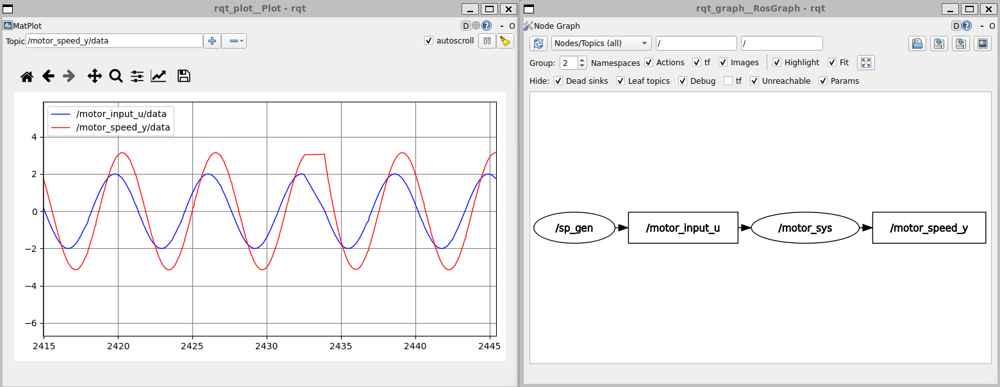 rqt_plot__Plot - rqt
MatPlot
D
- O
Topic /motor_speed_y/data
autoscroll
/motor_input_u/data
/motor_speed_y/data
4
2
0
−2
−4
−6
2415 2420 2425 2430 2435 2440 2445
rqt_graph__RosGraph - rqt
Node Graph
D
- O
Nodes/Topics (all) / /
Group: 2 Namespaces Actions tf Images Highlight Fit
Hide: Dead sinks Leaf topics Debug tf Unreachable Params
/sp_gen /motor_input_u /motor_sys /motor_speed_y